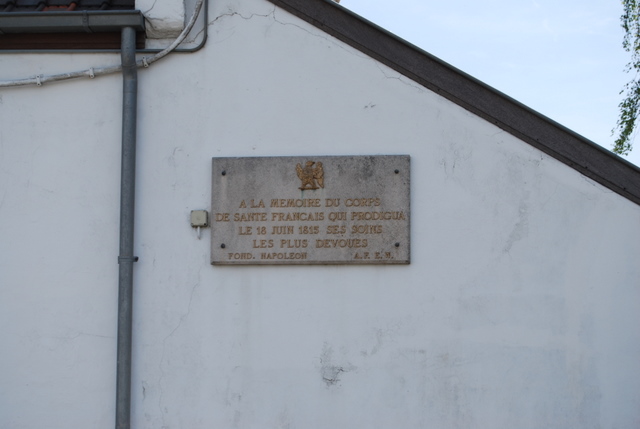 A LA MEMOIRE DU CORPS
DE SANTE FRANCAIS QUI PRODIGUA
LE 18 JUIN 1815 SES SOINS
LES PLUS DEVOUES
FOND. NAPOLEON A. F. E. N.